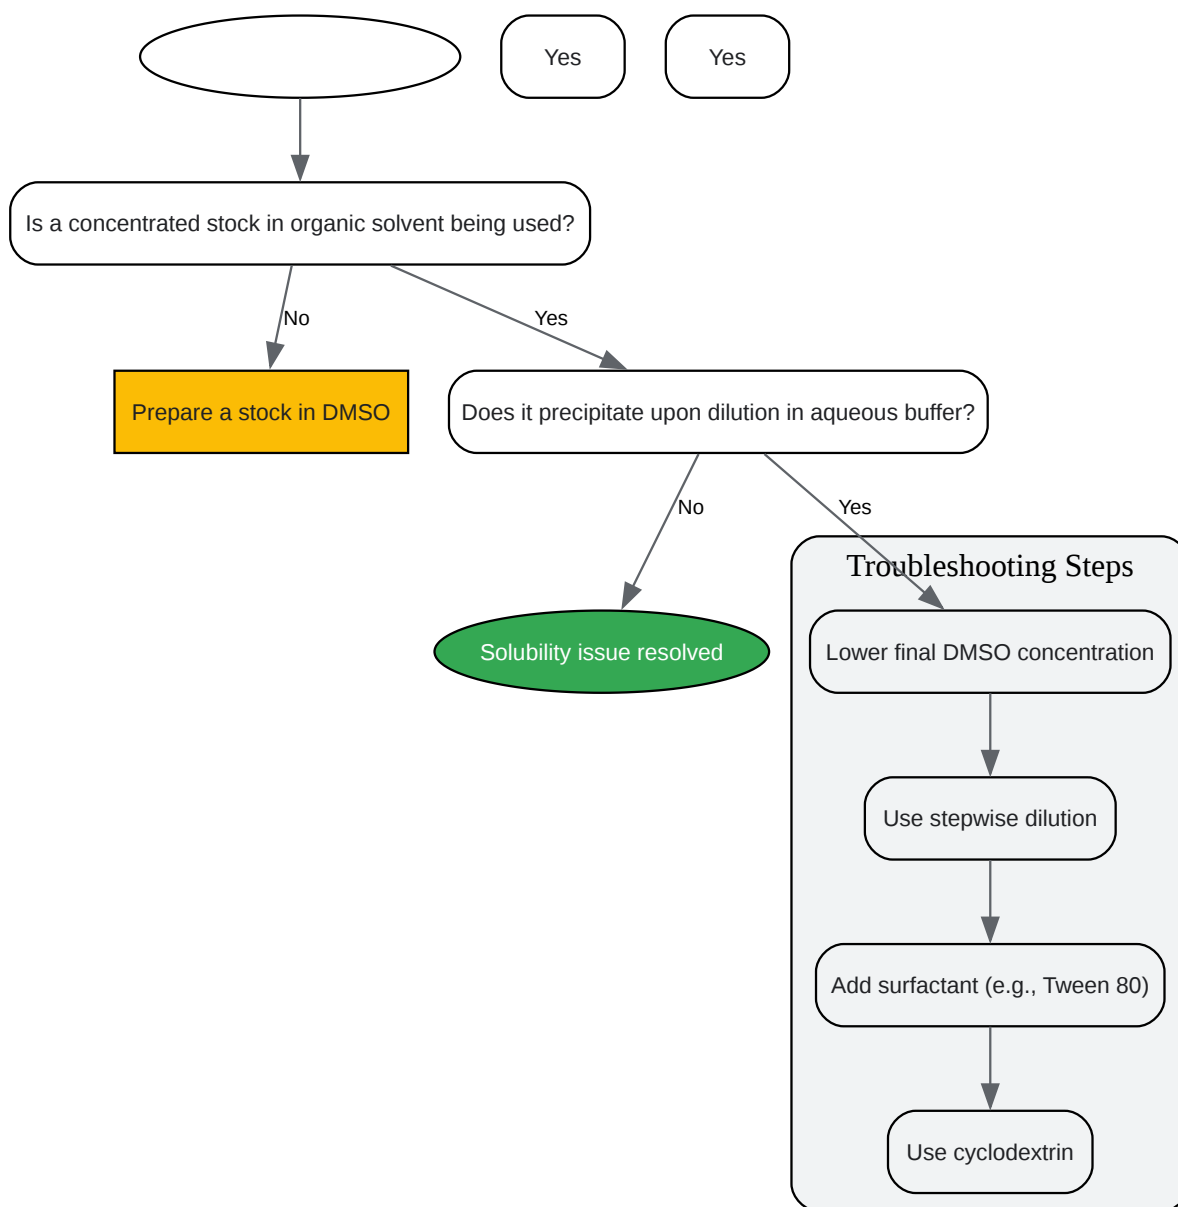 Yes
Yes
Is a concentrated stock in organic solvent being used?
No
Yes
Prepare a stock in DMSO
Does it precipitate upon dilution in aqueous buffer?
No
Yes
Troubleshooting Steps
Solubility issue resolved
Lower final DMSO concentration
Use stepwise dilution
Add surfactant (e.g., Tween 80)
Use cyclodextrin